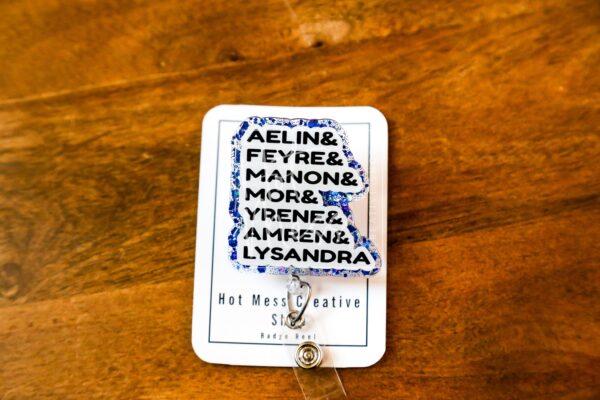 AELIN&
FEYRE&
MANON&
MOR&
YRENE&
AMREN&
LYSANDRA
Hot Mess Creative
Badge Reel